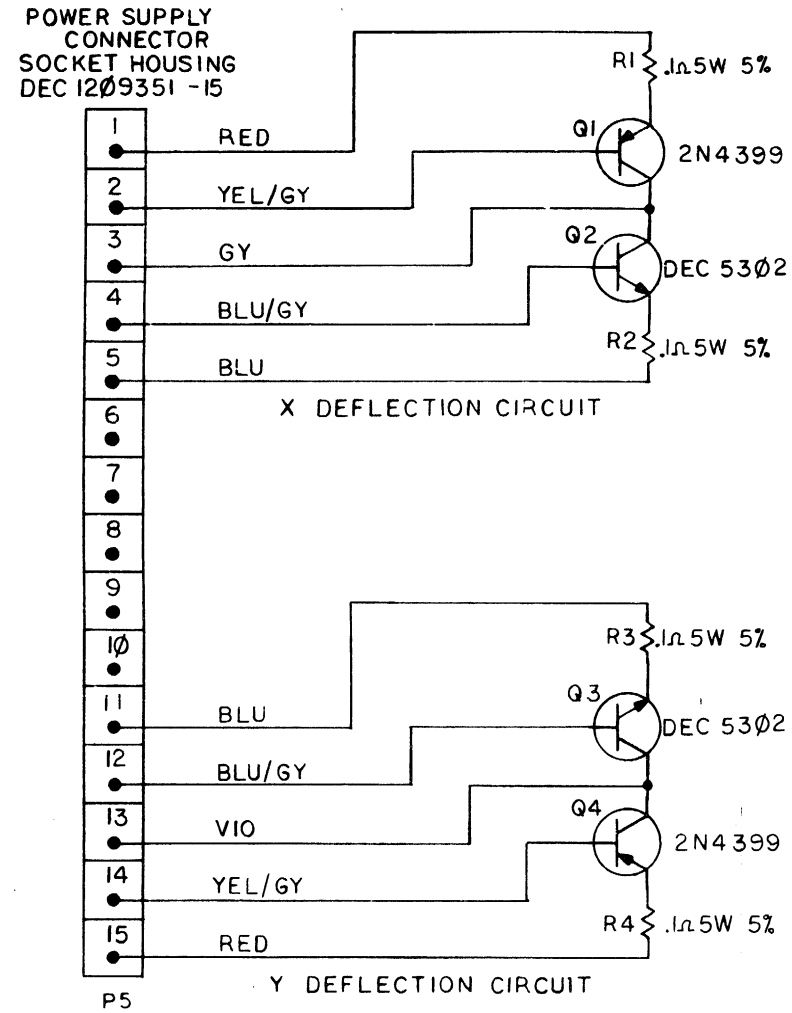 POWER SUPPLY
CONNECTOR
SOCKET HOUSING
DEC 12Ø9351 -15
R1 .1Ω 5W 5%
1
RED
Q1
2N4399
2
YEL/GY
3
GY
Q2
DEC 53Ø2
4
BLU/GY
R2 .1Ω 5W 5%
5
BLU
X DEFLECTION CIRCUIT
6
7
8
9
1Ø
R3 .1Ω 5W 5%
11
BLU
Q3
DEC 53Ø2
12
BLU/GY
13
VIO
Q4
2N4399
14
YEL/GY
R4 .1Ω 5W 5%
15
RED
Y DEFLECTION CIRCUIT
P5